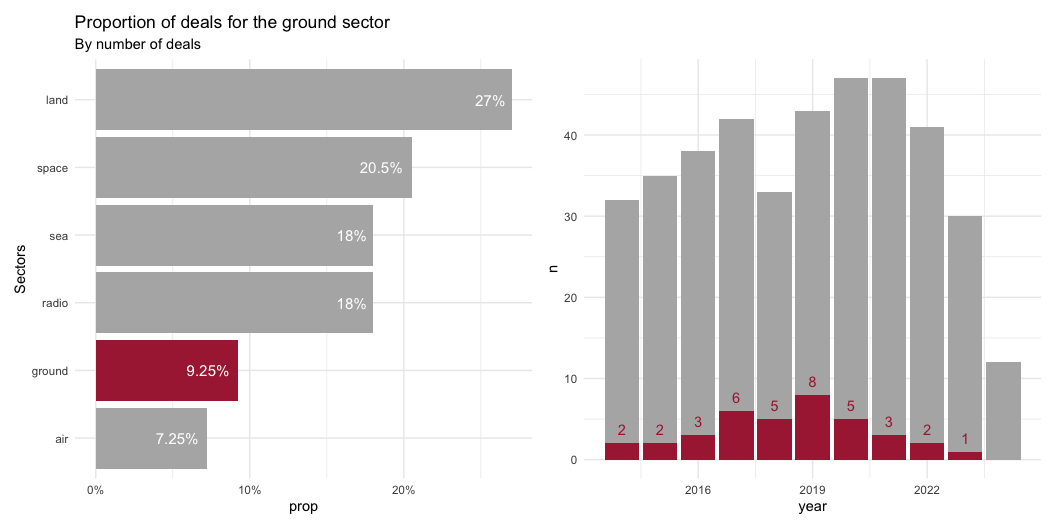 Proportion of deals for the ground sector
By number of deals
Sectors
land
27%
space
20.5%
sea
18%
radio
18%
ground
9.25%
air
7.25%
0%
10%
20%
prop
n
40
30
20
10
0
2
2
3
6
5
8
5
3
2
1
2016
2019
2022
year